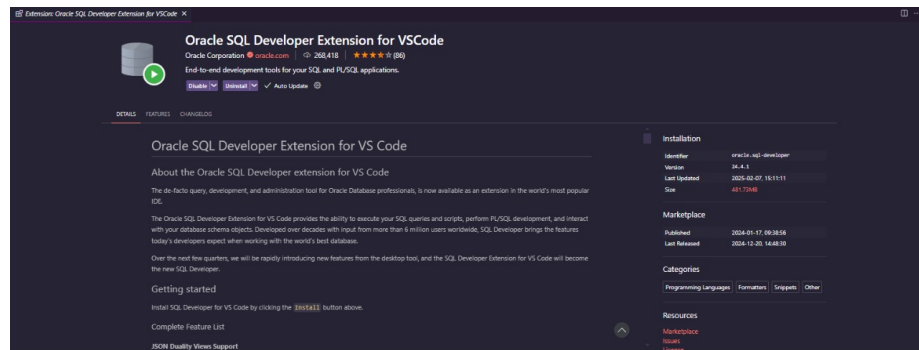 Extension: Oracle SQL Developer Extension for VSCode
Oracle SQL Developer Extension for VSCode
Oracle Corporation oracle.com 268,418 (86)
End-to-end development tools for your SQL and PL/SQL applications.
Disable Uninstall Auto Update
DETAILS FEATURES CHANGELOG
Oracle SQL Developer Extension for VS Code
About the Oracle SQL Developer extension for VS Code
The de-facto query, development, and administration tool for Oracle Database professionals, is now available as an extension in the world's most popular
IDE.
The Oracle SQL Developer Extension for VS Code provides the ability to execute your SQL queries and scripts, perform PL/SQL development, and interact
with your database schema objects. Developed over decades with input from more than 6 million users worldwide, SQL Developer brings the features
today's developers expect when working with the world's best database.
Over the next few quarters, we will be rapidly introducing new features from the desktop tool, and the SQL Developer Extension for VS Code will become
the new SQL Developer.
Getting started
Install SQL Developer for VS Code by clicking the Install button above.
Complete Feature List
JSON Duality Views Support
Installation
Identifier oracle.sql-developer
Version 24.4.1
Last Updated 2025-02-07, 15:11:11
Size 481.73MB
Marketplace
Published 2024-01-17, 09:38:56
Last Released 2024-12-20, 14:48:30
Categories
Programming Languages Formatters Snippets Other
Resources
Marketplace
Issues
License